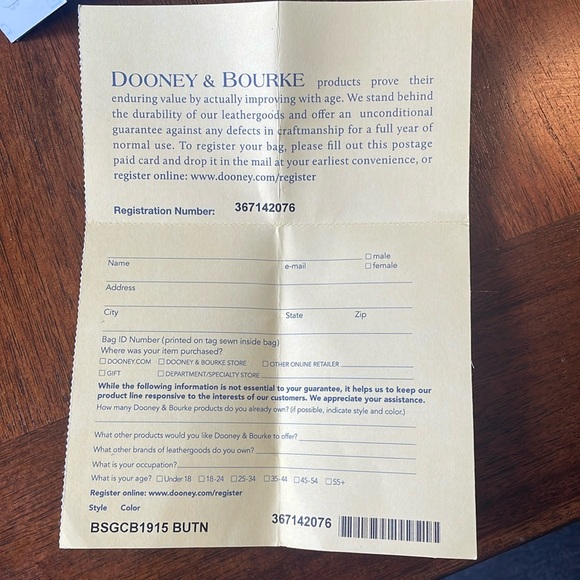 DOONEY & BOURKE products prove their
enduring value by actually improving with age. We stand behind
the durability of our leathergoods and offer an unconditional
guarantee against any defects in craftmanship for a full year of
normal use. To register your bag, please fill out this postage
paid card and drop it in the mail at your earliest convenience, or
register online: www.dooney.com/register
Registration Number: 367142076
☐ male
Name e-mail ☐ female
Address
City State Zip
Bag ID Number (printed on tag sewn inside bag)
Where was your item purchased?
☐ DOONEY.COM ☐ DOONEY & BOURKE STORE ☐ OTHER ONLINE RETAILER
☐ GIFT ☐ DEPARTMENT/SPECIALTY STORE
While the following information is not essential to your guarantee, it helps us to keep our
product line responsive to the interests of our customers. We appreciate your assistance.
How many Dooney & Bourke products do you already own? (if possible, indicate style and color.)
What other products would you like Dooney & Bourke to offer?
What other brands of leathergoods do you own?
What is your occupation?
What is your age? ☐ Under 18 ☐ 18-24 ☐ 25-34 ☐ 35-44 ☐ 45-54 ☐ 55+
Register online: www.dooney.com/register
Style Color
BSGCB1915 BUTN 367142076